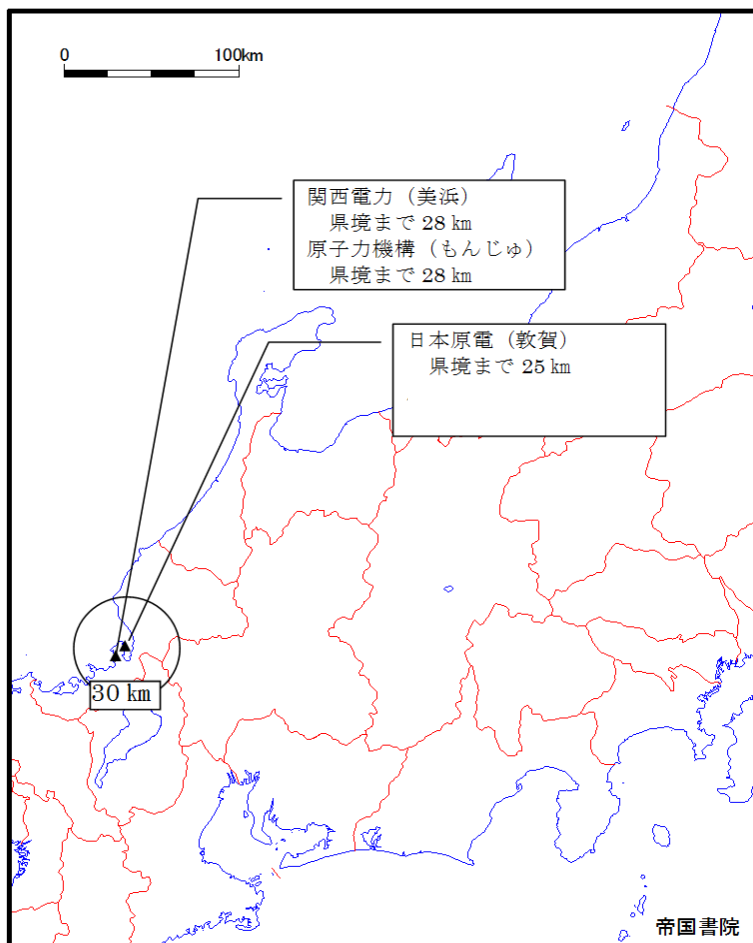 0 100km
関西電力（美浜）
県境まで 28 ㎞
原子力機構（もんじゅ）
県境まで 28 ㎞
日本原電（敦賀）
県境まで 25 ㎞
30 ㎞
帝国書院